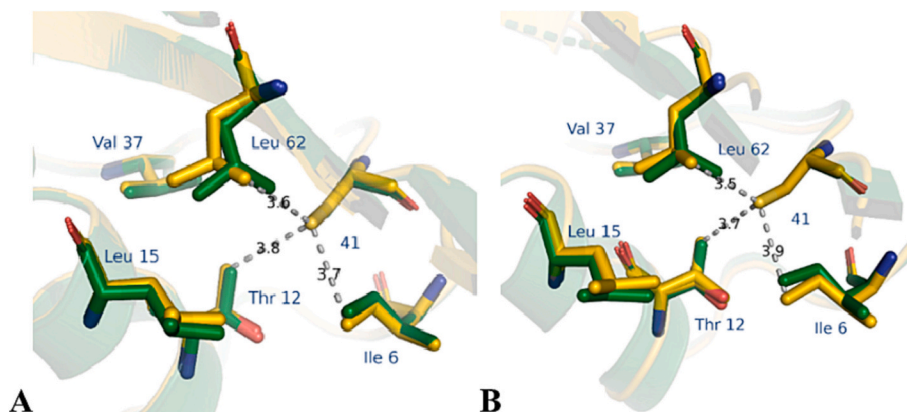 Val 37
Leu 62
3.6
3.8
41
Leu 15
3.7
Thr 12
Ile 6
A
Val 37
Leu 62
3.5
3.7
41
Leu 15
3.9
Thr 12
Ile 6
B